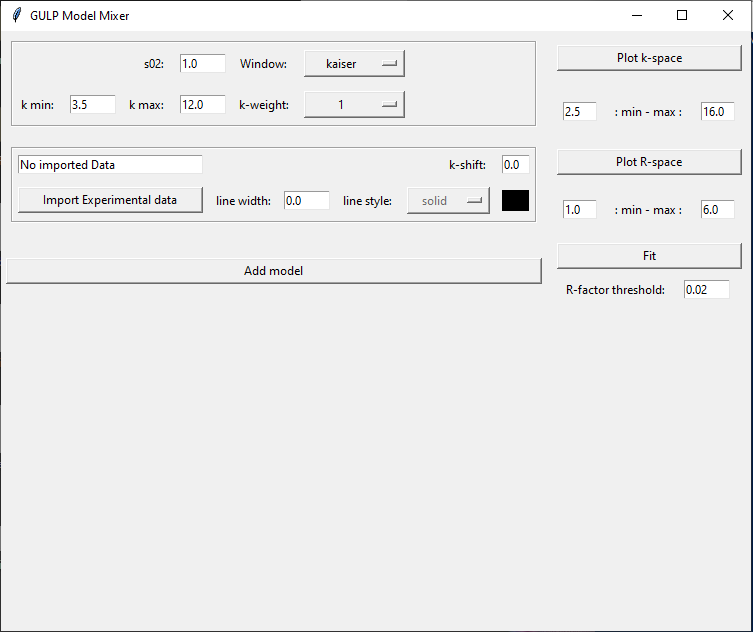 GULP Model Mixer
s02: 1.0 Window: kaiser
k min: 3.5 k max: 12.0 k-weight: 1
No imported Data k-shift: 0.0
Import Experimental data line width: 0.0 line style: solid
Add model
Plot k-space
2.5 : min - max : 16.0
Plot R-space
1.0 : min - max : 6.0
Fit
R-factor threshold: 0.02